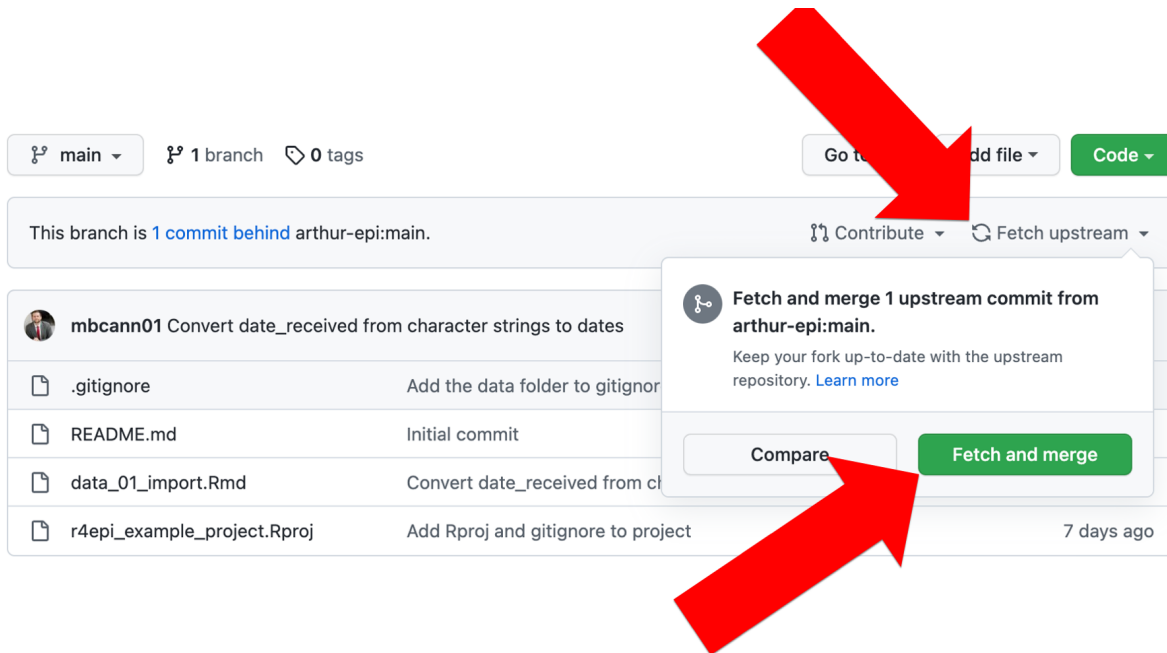 main
1 branch
0 tags
Go
Code
This branch is 1 commit behind arthur-epi:main.
Contribute
Fetch upstream
Fetch and merge 1 upstream commit from
arthur-epi:main.
Keep your fork up-to-date with the upstream
repository. Learn more
Compare
Fetch and merge
mbcann01 Convert date_received from character strings to dates
.gitignore
Add the data folder to
README.md
Initial commit
data_01_import.Rmd
Convert date_received from
r4epi_example_project.Rproj
Add Rproj and gitignore to project
7 days ago
file